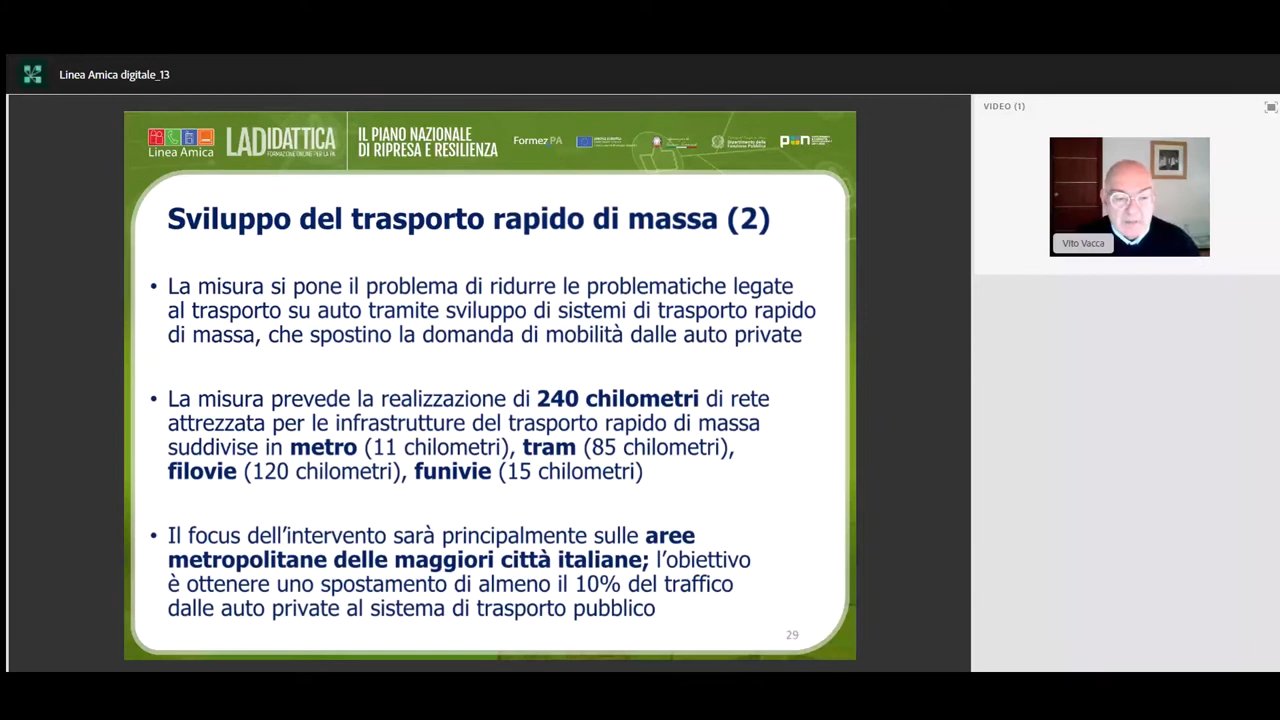 Linea Amica digitale_13
VIDEO (1)
Linea Amica
LADIDATTICA
FORMAZIONE ONLINE PER LA PA
IL PIANO NAZIONALE
DI RIPRESA E RESILIENZA
Formez PA
Vito Vacca
Sviluppo del trasporto rapido di massa (2)
• La misura si pone il problema di ridurre le problematiche legate
al trasporto su auto tramite sviluppo di sistemi di trasporto rapido
di massa, che spostino la domanda di mobilità dalle auto private
• La misura prevede la realizzazione di 240 chilometri di rete
attrezzata per le infrastrutture del trasporto rapido di massa
suddivise in metro (11 chilometri), tram (85 chilometri),
filovie (120 chilometri), funivie (15 chilometri)
• Il focus dell’intervento sarà principalmente sulle aree
metropolitane delle maggiori città italiane; l’obiettivo
è ottenere uno spostamento di almeno il 10% del traffico
dalle auto private al sistema di trasporto pubblico
29